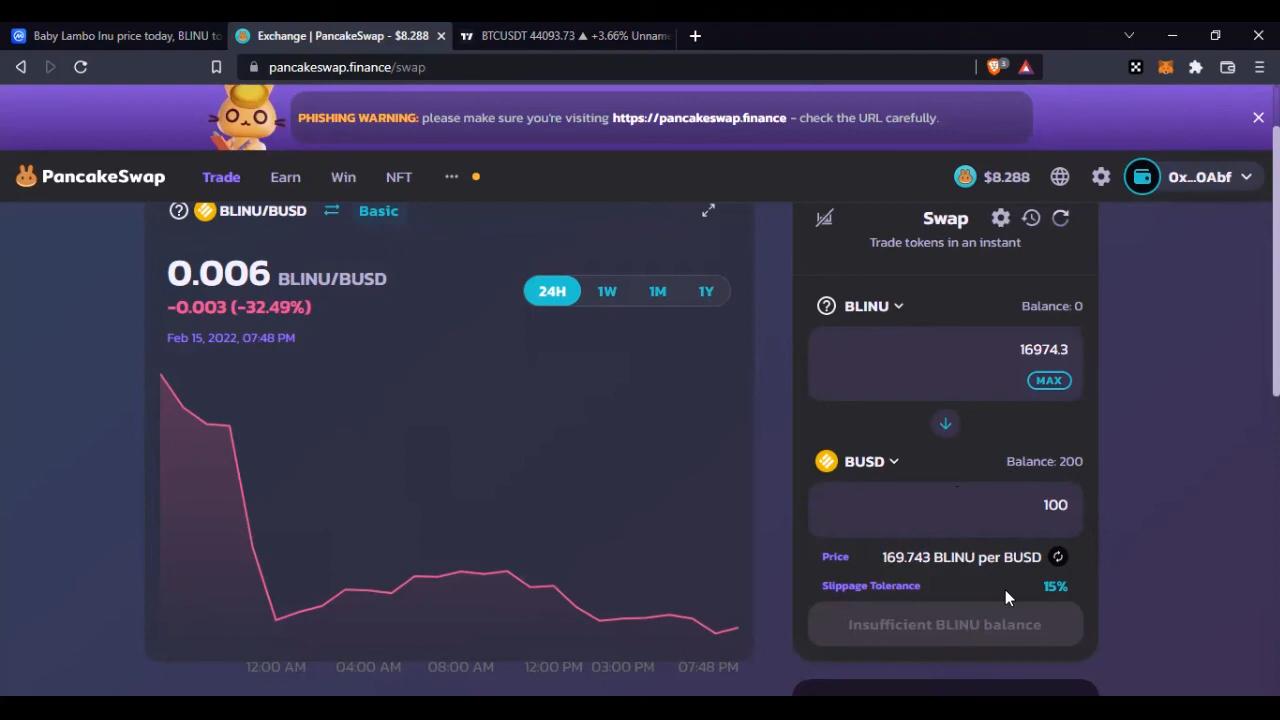 Baby Lambo Inu price today, BLINU to
Exchange | PancakeSwap - $8.288
BTCUSDT 44093.73 ▲ +3.66% Unnam
pancakeswap.finance/swap
3
PHISHING WARNING: please make sure you're visiting https://pancakeswap.finance - check the URL carefully.
PancakeSwap
Trade
Earn
Win
NFT
$8.288
0x...0Abf
BLINU/BUSD
Basic
0.006 BLINU/BUSD
-0.003 (-32.49%)
Feb 15, 2022, 07:48 PM
24H
1W
1M
1Y
12:00 AM
04:00 AM
08:00 AM
12:00 PM
03:00 PM
07:48 PM
Swap
Trade tokens in an instant
BLINU
Balance: 0
16974.3
MAX
BUSD
Balance: 200
100
Price
169.743 BLINU per BUSD
Slippage Tolerance
15%
Insufficient BLINU balance